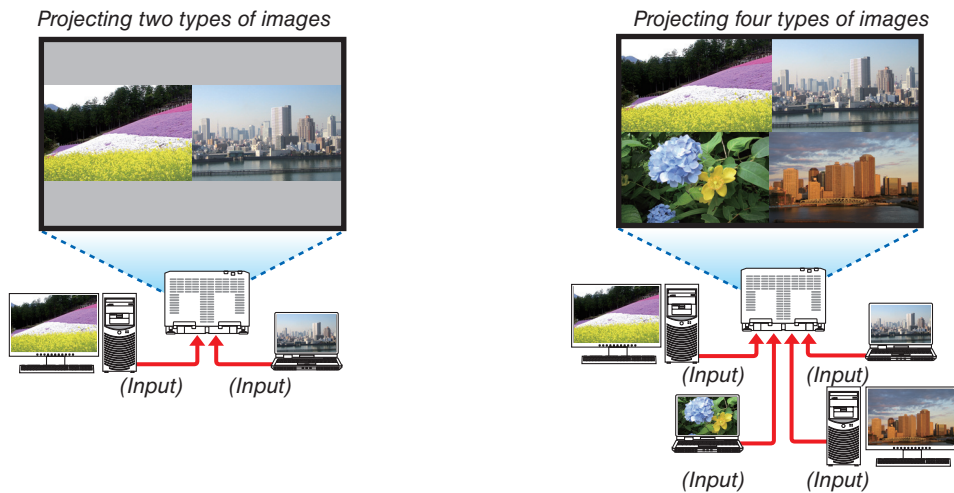 Projecting two types of images
Projecting four types of images
(Input)
(Input)
(Input)
(Input)
(Input)
(Input)